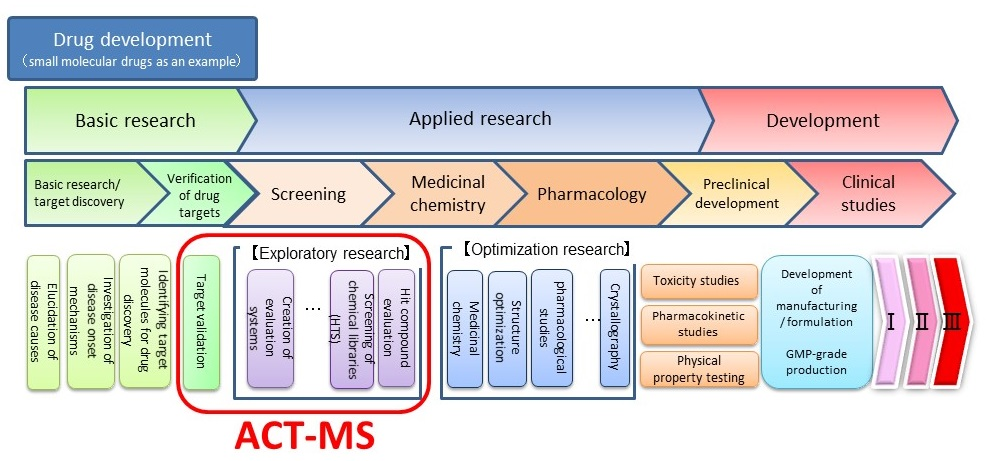 Drug development
（small molecular drugs as an example）
Basic research
Applied research
Development
Basic research/
target discovery
Verification
of drug
targets
Screening
Medicinal
chemistry
Pharmacology
Preclinical
development
Clinical
studies
【Exploratory research】
【Optimization research】
Elucidation of
disease causes
Investigation of
disease onset
mechanisms
Identifying target
molecules for drug
discovery
Target validation
Creation of
evaluation
systems
…
Screening of
chemical libraries
(HTS)
Hit compound
evaluation
Medicinal
chemistry
Structure
optimization
pharmacological
studies
…
Crystalography
Toxicity studies
Pharmacokinetic
studies
Physical
property testing
Development
of
manufacturing
/formulation
GMP-grade
production
Ⅰ
Ⅱ
Ⅲ
ACT-MS